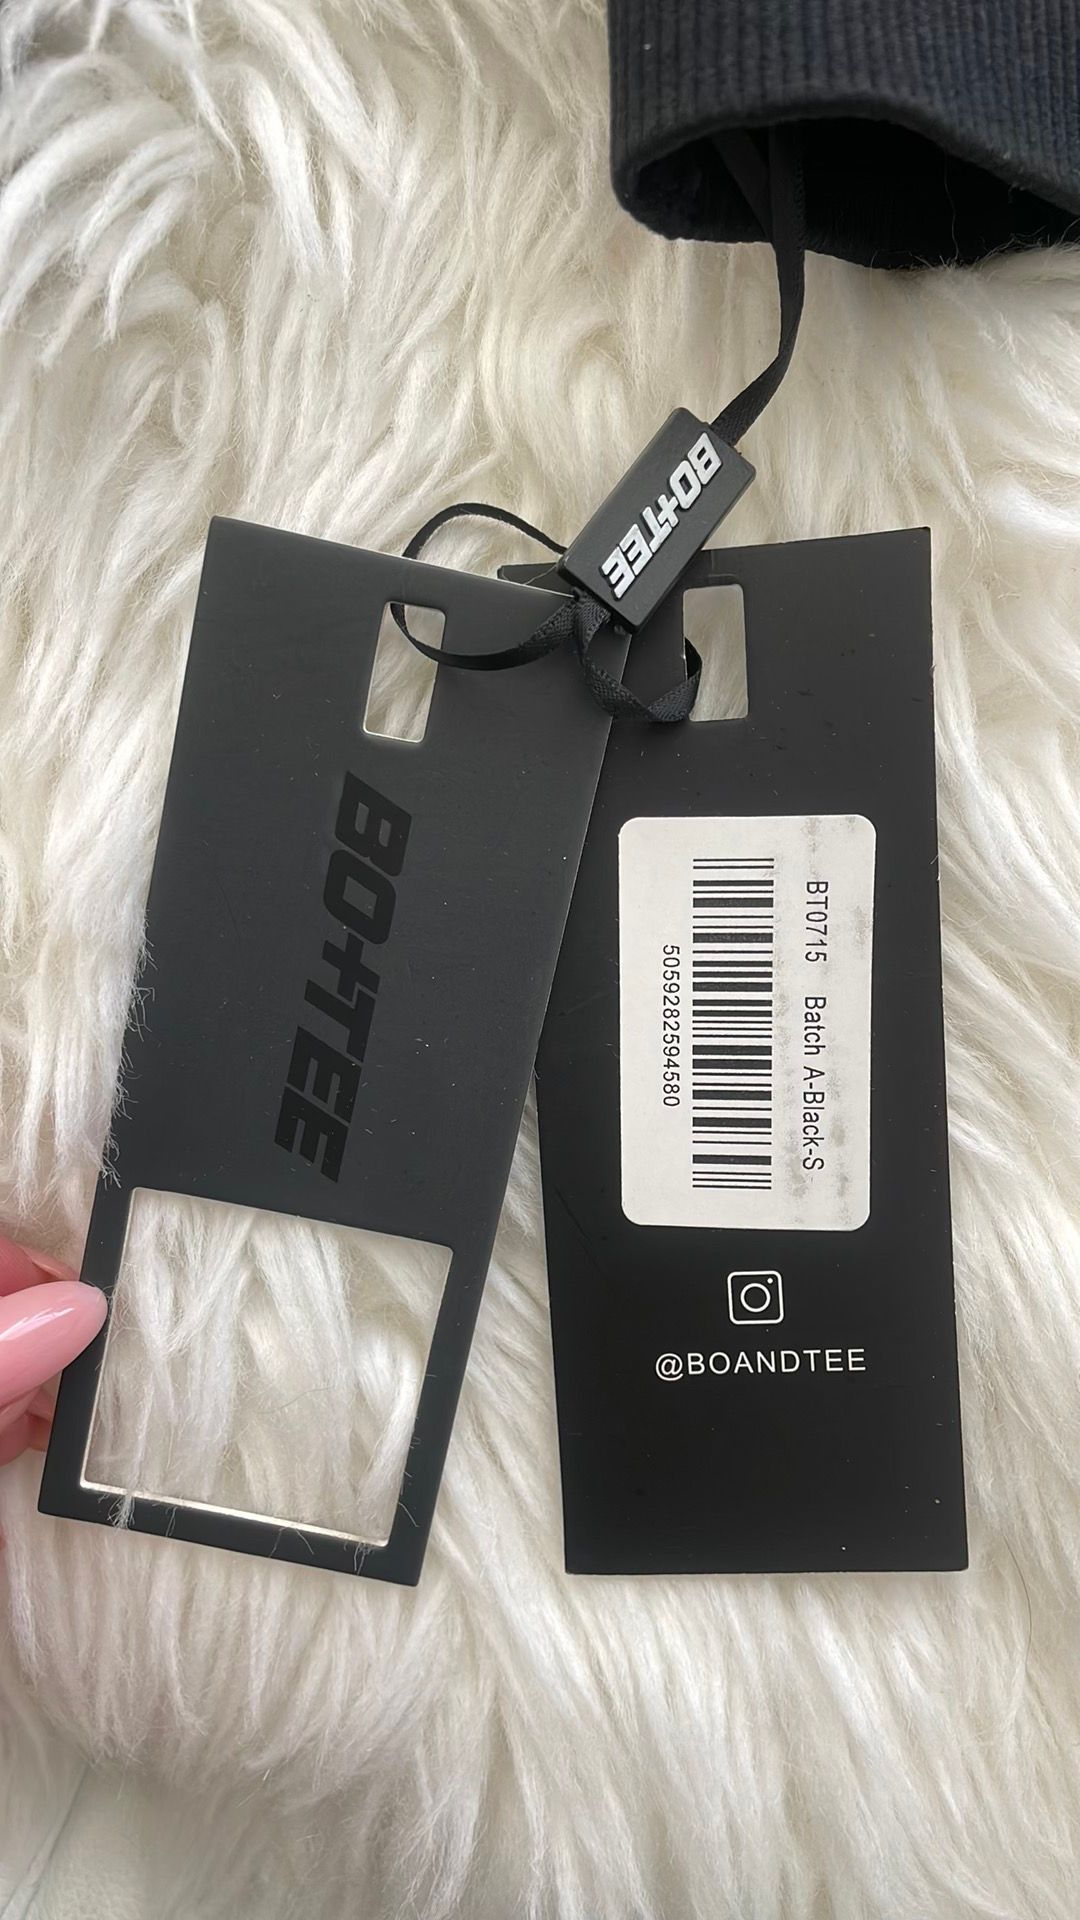 BO+TEE
BO+TEE
BT0715 Batch A-Black-S
5059282594580
@BOANDTEE